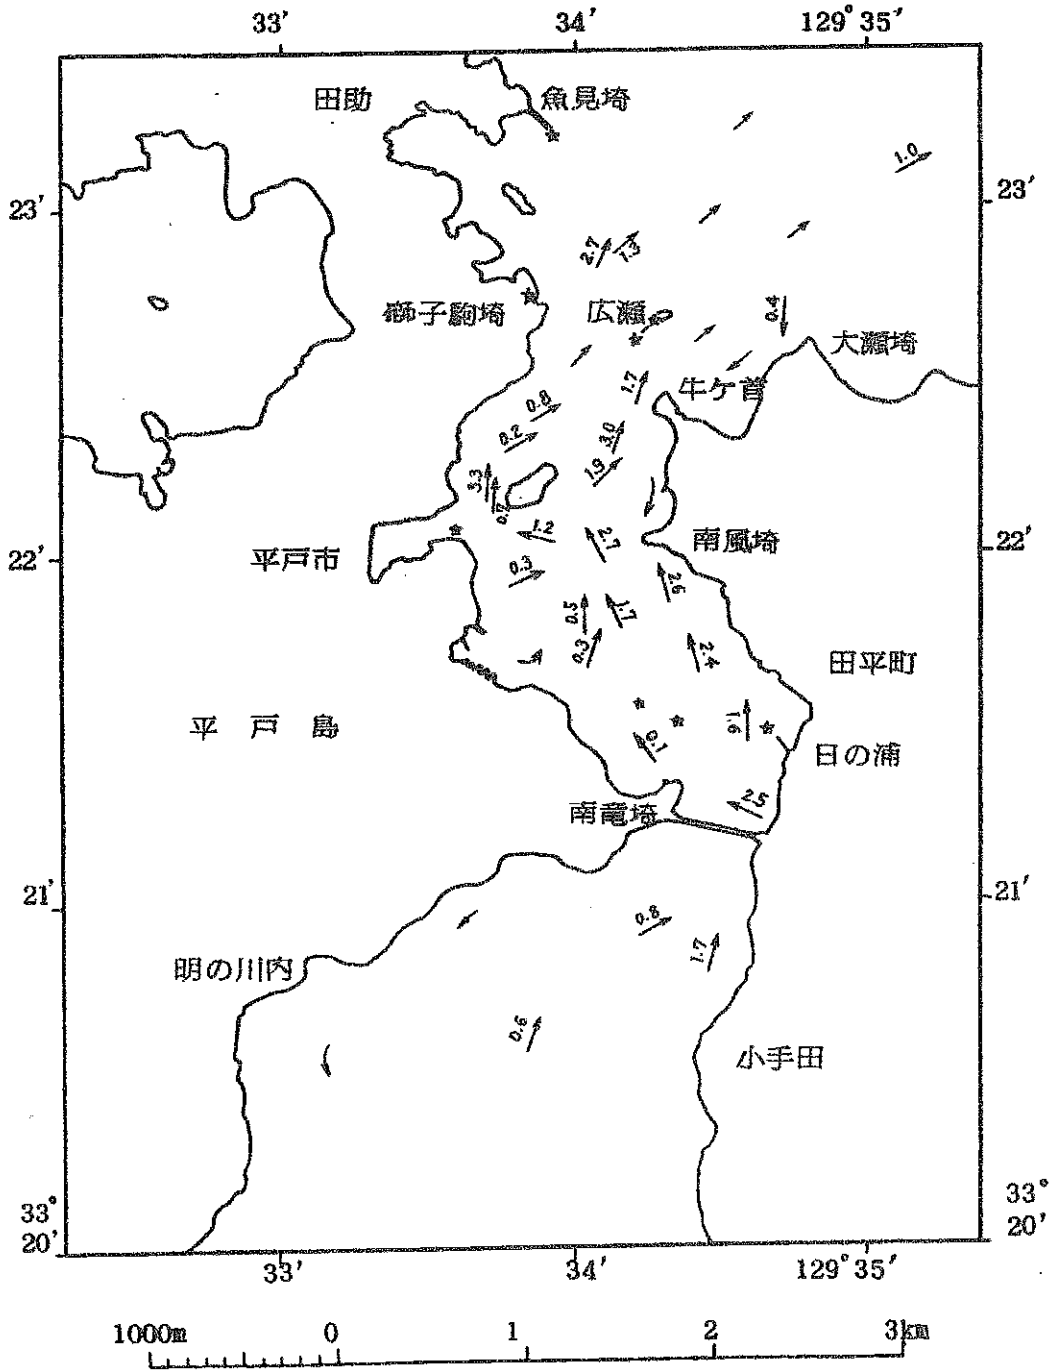 33' 34' 129°35'
田助 魚見埼
1.0
23' 23'
2.7 1.3
獅子駒埼 広瀬 0.4 大瀬埼
1.7 牛ケ首
0.8
0.2 3.0
3.3 1.9
0.7
1.2 2.7 南風埼
22' 平戸市 22'
0.3 2.6
0.5 1.7
0.3 2.4 田平町
平戸島 1.6
0.1 日の浦
2.5
南竜埼
21' 21'
0.8
1.7
明の川内
0.6 小手田
33° 33°
20' 20'
33' 34' 129°35'
1000m 0 1 2 3km